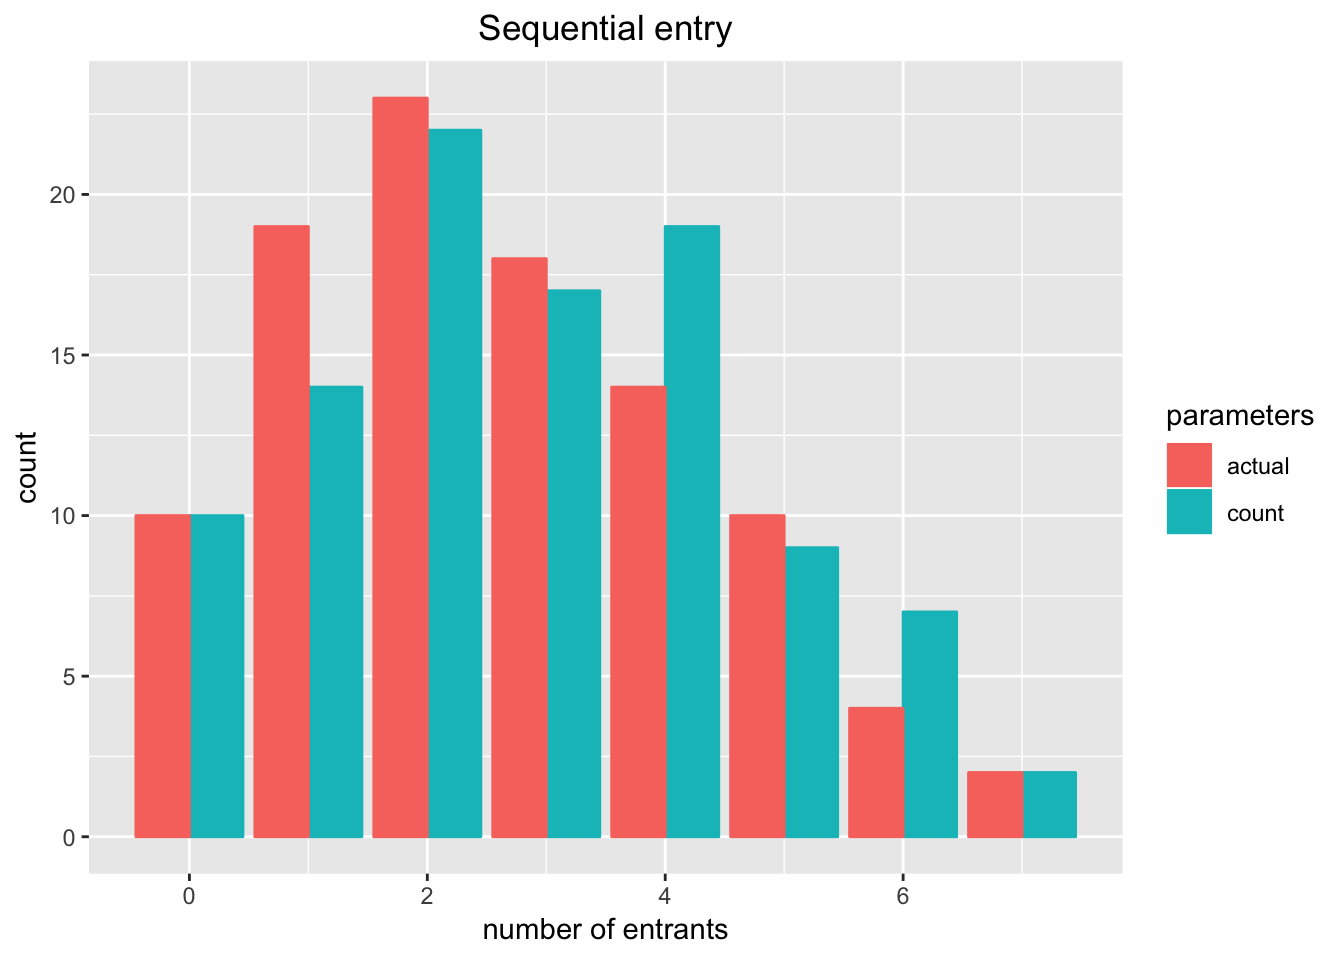 Sequential entry
count
20
15
10
5
0
0 2 4 6
number of entrants
parameters
actual
count